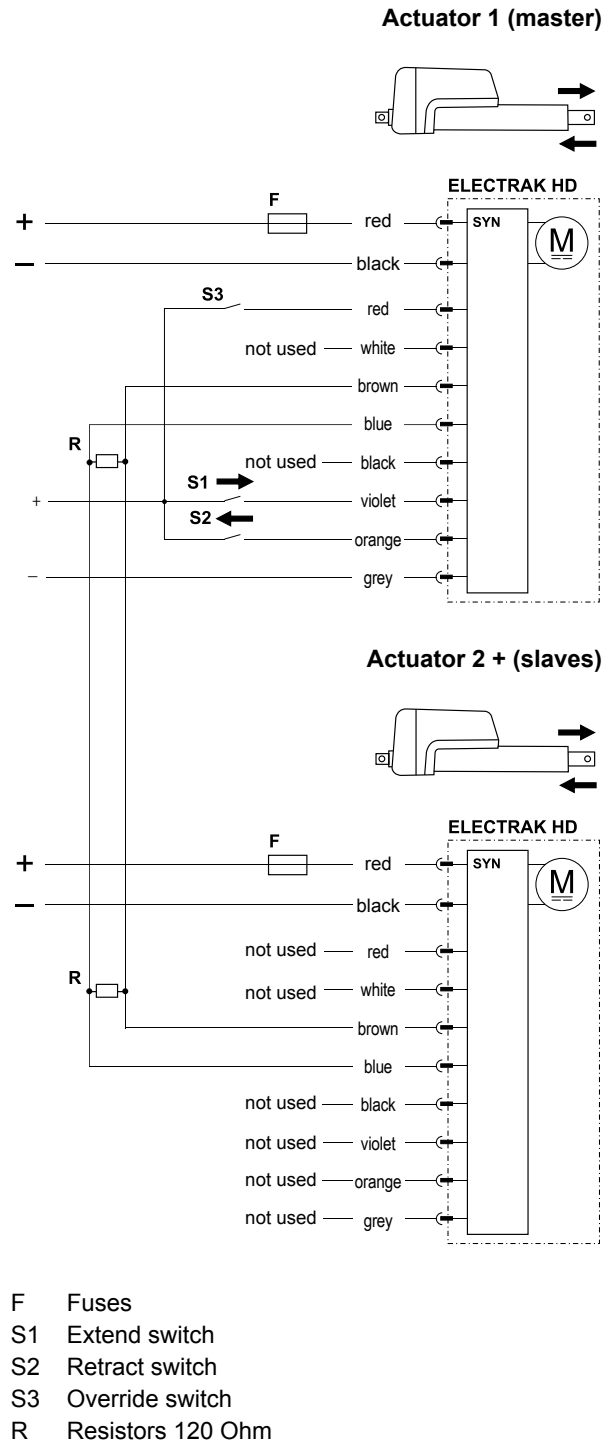 Actuator 1 (master)
ELECTRAK HD
F
+ red SYN M
– black
S3
red
not used white
brown
blue
R
not used black
S1
+ violet
S2
orange
– grey
Actuator 2 + (slaves)
ELECTRAK HD
F
+ red SYN M
– black
not used red
R
not used white
brown
blue
not used black
not used violet
not used orange
not used grey
F Fuses
S1 Extend switch
S2 Retract switch
S3 Override switch
R Resistors 120 Ohm